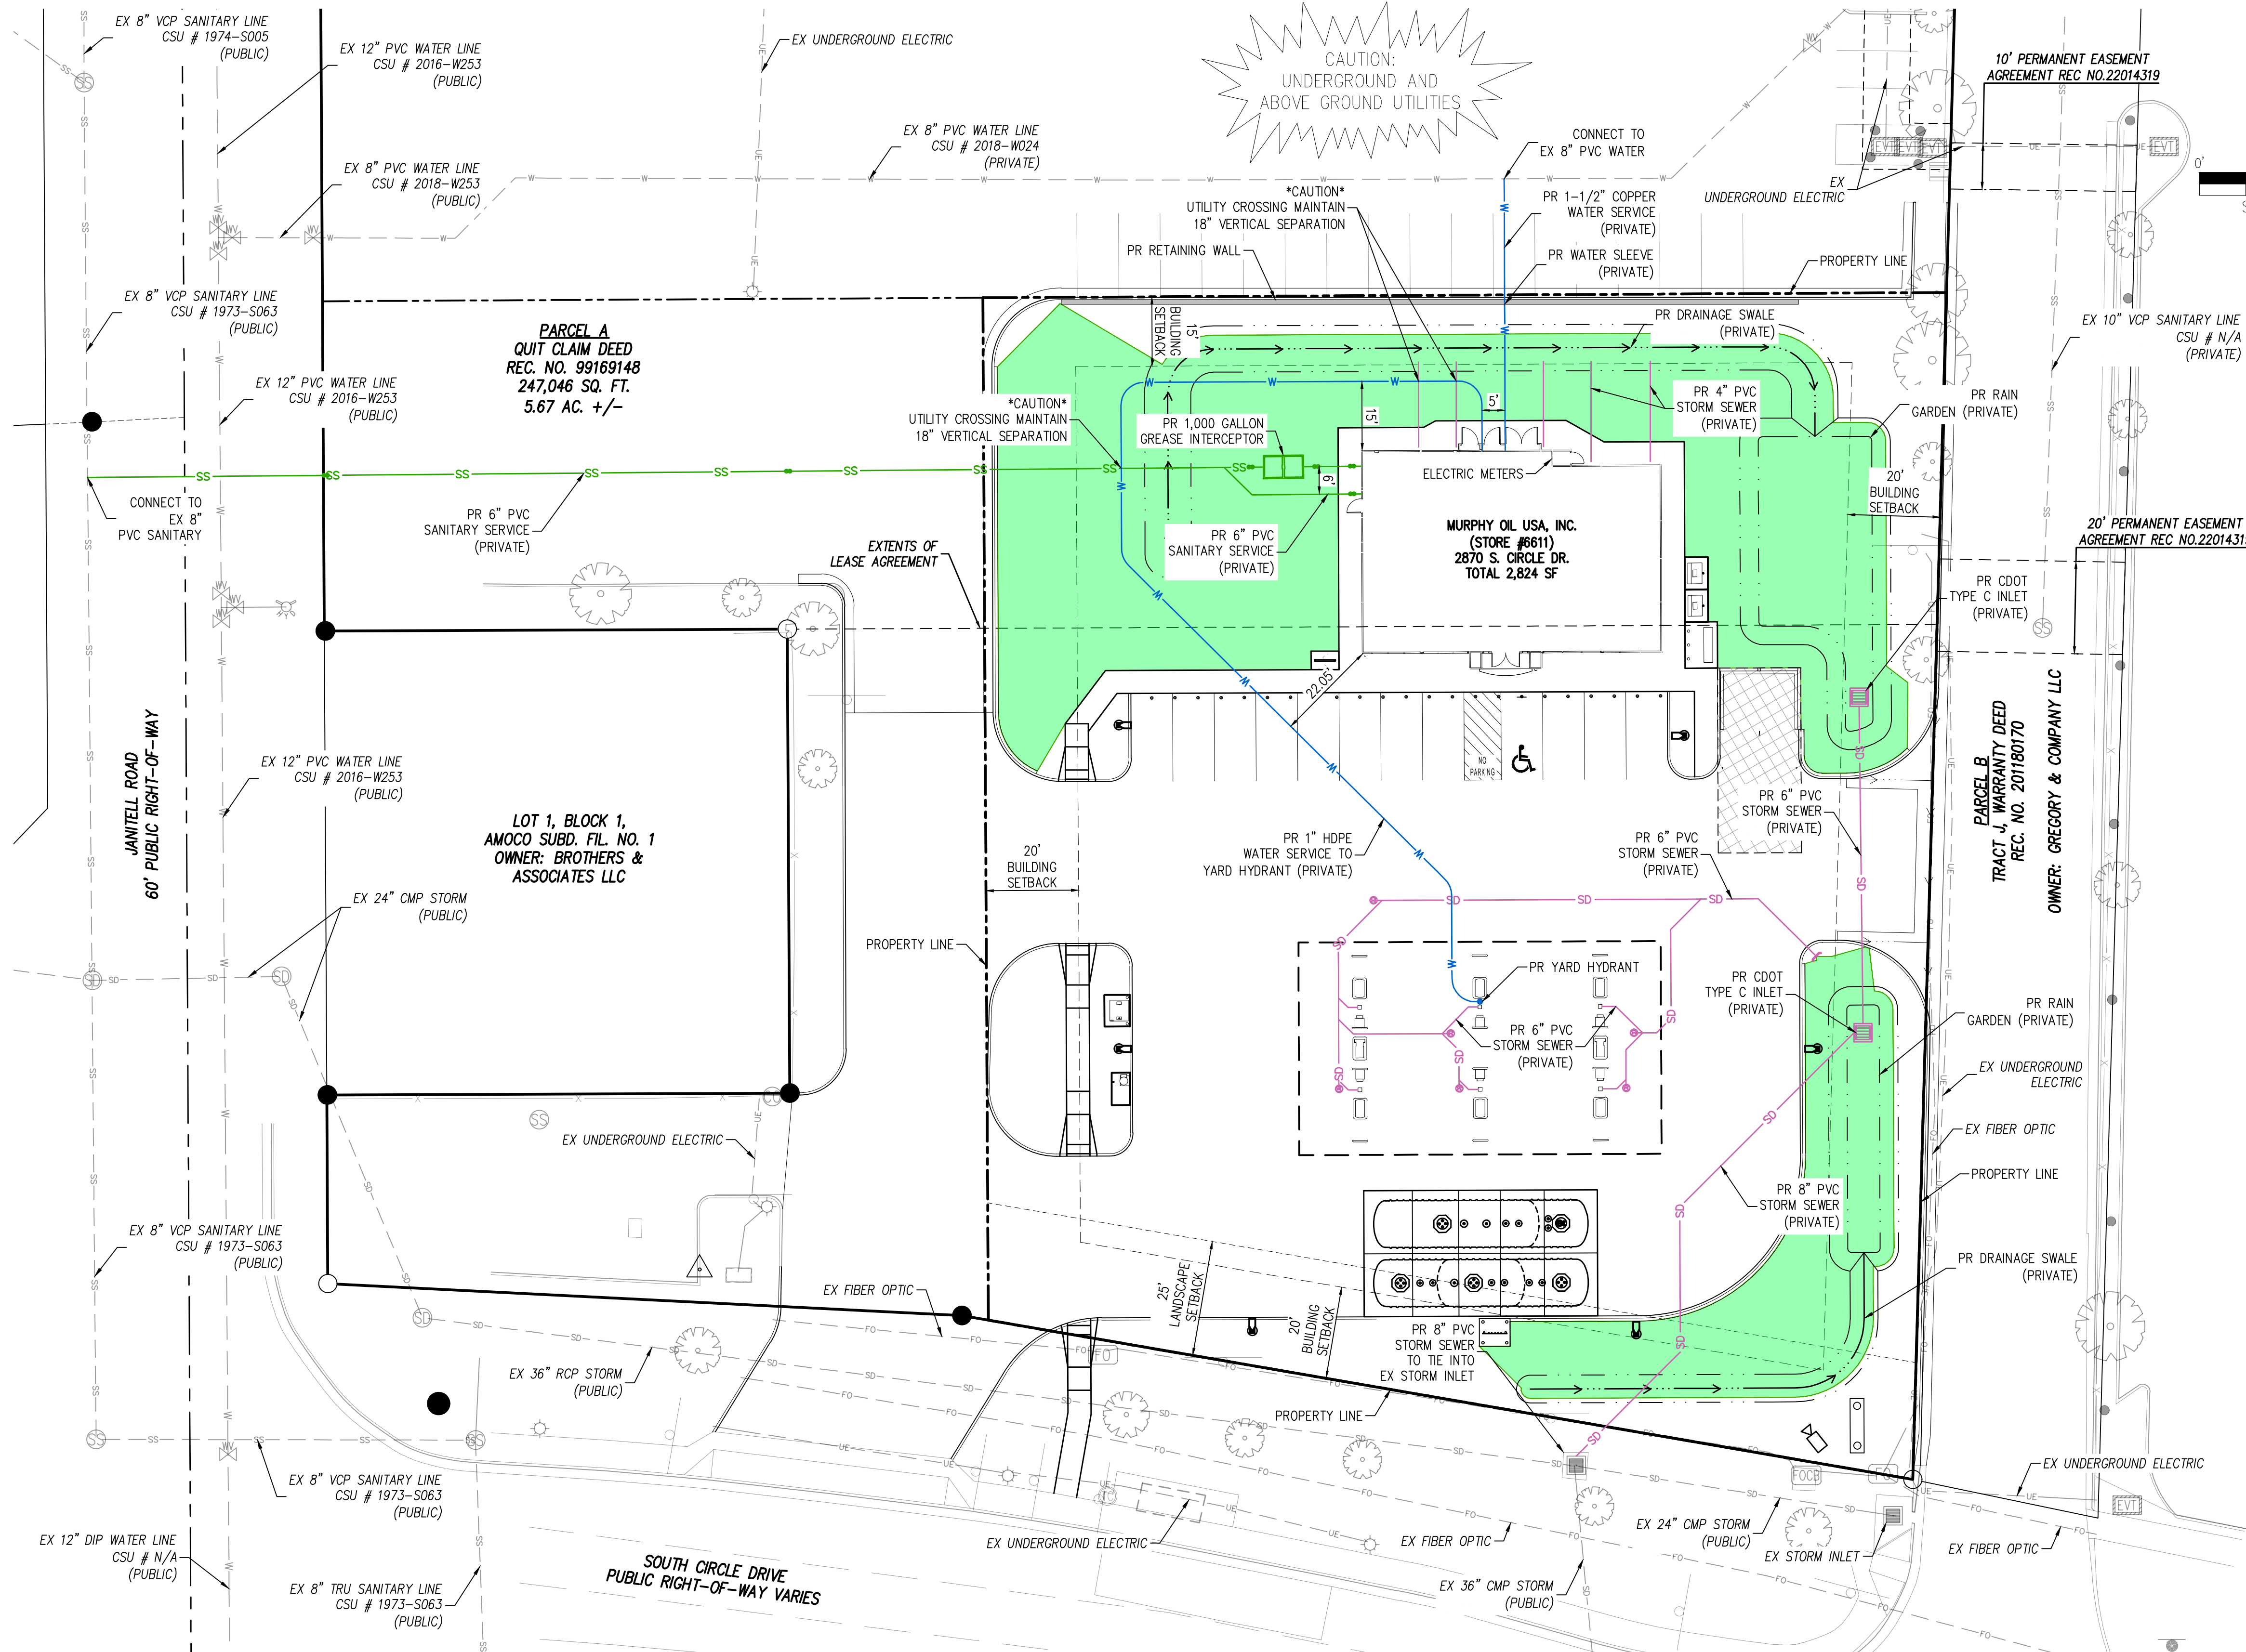 EX 8" VCP SANITARY LINE
CSU # 1974-S005
(PUBLIC)
EX 12" PVC WATER LINE
CSU # 2016-W253
(PUBLIC)
EX UNDERGROUND ELECTRIC
CAUTION:
UNDERGROUND AND
ABOVE GROUND UTILITIES
10' PERMANENT EASEMENT
AGREEMENT REC NO.22014319
EX 8" PVC WATER LINE
CSU # 2018-W024
(PRIVATE)
CONNECT TO
EX 8" PVC WATER
EX 8" PVC WATER LINE
CSU # 2018-W253
(PUBLIC)
*CAUTION*
UTILITY CROSSING MAINTAIN
18" VERTICAL SEPARATION
PR 1-1/2" COPPER
WATER SERVICE
(PRIVATE)
EX
UNDERGROUND ELECTRIC
EVT
EVT
EVT
EVT
0'
PR RETAINING WALL
PR WATER SLEEVE
(PRIVATE)
PROPERTY LINE
EX 8" VCP SANITARY LINE
CSU # 1973-S063
(PUBLIC)
PARCEL A
QUIT CLAIM DEED
REC. NO. 99169148
247,046 SQ. FT.
5.67 AC. +/-
15'
BUILDING
SETBACK
PR DRAINAGE SWALE
(PRIVATE)
EX 10" VCP SANITARY LINE
CSU # N/A
(PRIVATE)
EX 12" PVC WATER LINE
CSU # 2016-W253
(PUBLIC)
*CAUTION*
UTILITY CROSSING MAINTAIN
18" VERTICAL SEPARATION
PR 1,000 GALLON
GREASE INTERCEPTOR
15'
5'
PR 4" PVC
STORM SEWER
(PRIVATE)
PR RAIN
GARDEN (PRIVATE)
ELECTRIC METERS
6'
20'
BUILDING
SETBACK
CONNECT TO
EX 8"
PVC SANITARY
PR 6" PVC
SANITARY SERVICE
(PRIVATE)
EXTENTS OF
LEASE AGREEMENT
PR 6" PVC
SANITARY SERVICE
(PRIVATE)
MURPHY OIL USA, INC.
(STORE #6611)
2870 S. CIRCLE DR.
TOTAL 2,824 SF
20' PERMANENT EASEMENT
AGREEMENT REC NO.2201431
PR CDOT
TYPE C INLET
(PRIVATE)
22.05'
JANITELL ROAD
60' PUBLIC RIGHT-OF-WAY
EX 12" PVC WATER LINE
CSU # 2016-W253
(PUBLIC)
LOT 1, BLOCK 1,
AMOCO SUBD. FIL. NO. 1
OWNER: BROTHERS &
ASSOCIATES LLC
NO
PARKING
PARCEL B
TRACT J, WARRANTY DEED
REC. NO. 201180170
OWNER: GREGORY & COMPANY LLC
PR 6" PVC
STORM SEWER
(PRIVATE)
20'
BUILDING
SETBACK
PR 1" HDPE
WATER SERVICE TO
YARD HYDRANT (PRIVATE)
PR 6" PVC
STORM SEWER
(PRIVATE)
EX 24" CMP STORM
(PUBLIC)
PROPERTY LINE
PR YARD HYDRANT
PR CDOT
TYPE C INLET
(PRIVATE)
PR RAIN
GARDEN (PRIVATE)
PR 6" PVC
STORM SEWER
(PRIVATE)
EX UNDERGROUND
ELECTRIC
EX UNDERGROUND ELECTRIC
EX FIBER OPTIC
PROPERTY LINE
PR 8" PVC
STORM SEWER
(PRIVATE)
EX 8" VCP SANITARY LINE
CSU # 1973-S063
(PUBLIC)
PR DRAINAGE SWALE
(PRIVATE)
EX FIBER OPTIC
25'
LANDSCAPE
SETBACK
20'
BUILDING
SETBACK
PR 8" PVC
STORM SEWER
TO TIE INTO
EX STORM INLET
EX 36" RCP STORM
(PUBLIC)
PROPERTY LINE
EX 8" VCP SANITARY LINE
CSU # 1973-S063
(PUBLIC)
FOCB
EX UNDERGROUND ELECTRIC
EVT
EX 12" DIP WATER LINE
CSU # N/A
(PUBLIC)
EX UNDERGROUND ELECTRIC
EX FIBER OPTIC
EX 24" CMP STORM
(PUBLIC)
EX STORM INLET
EX FIBER OPTIC
SOUTH CIRCLE DRIVE
PUBLIC RIGHT-OF-WAY VARIES
EX 8" TRU SANITARY LINE
CSU # 1973-S063
(PUBLIC)
EX 36" CMP STORM
(PUBLIC)